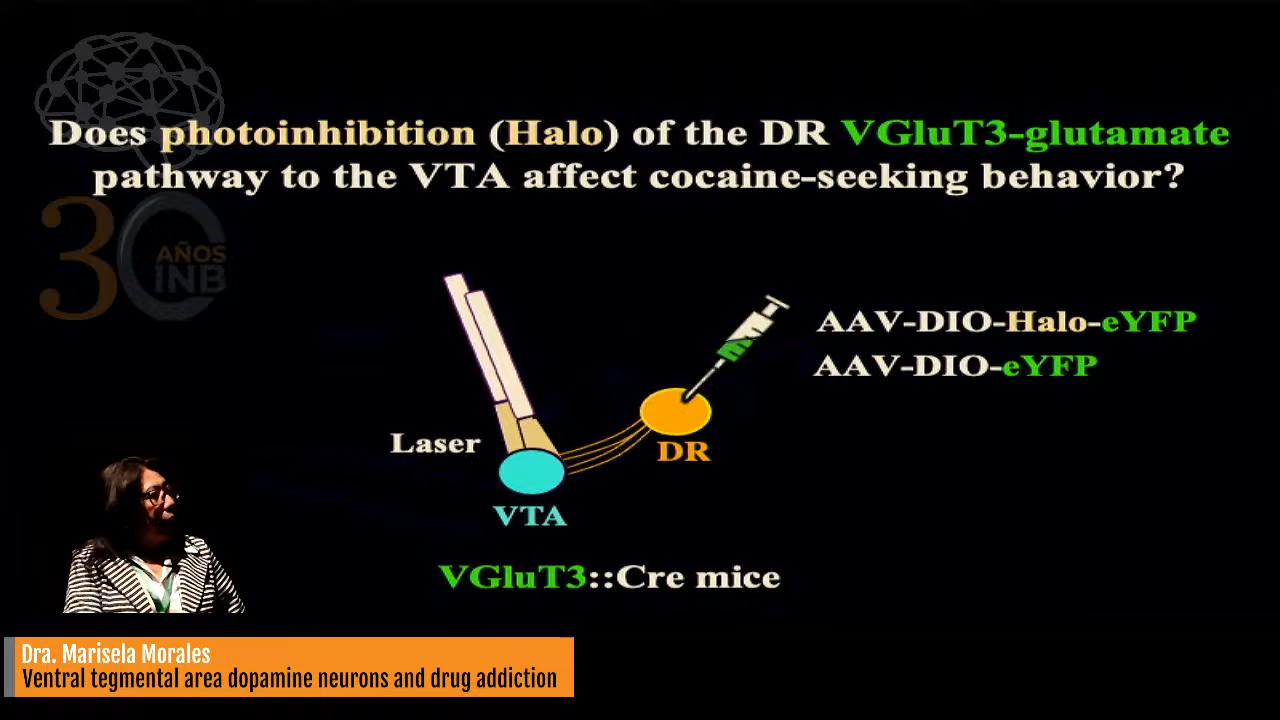 Does photoinhibition (Halo) of the DR VGluT3-glutamate
pathway to the VTA affect cocaine-seeking behavior?
30 AÑOS
INB
AAV-DIO-Halo-eYFP
AAV-DIO-eYFP
Laser
DR
VTA
VGluT3::Cre mice
Dra. Marisela Morales
Ventral tegmental area dopamine neurons and drug addiction